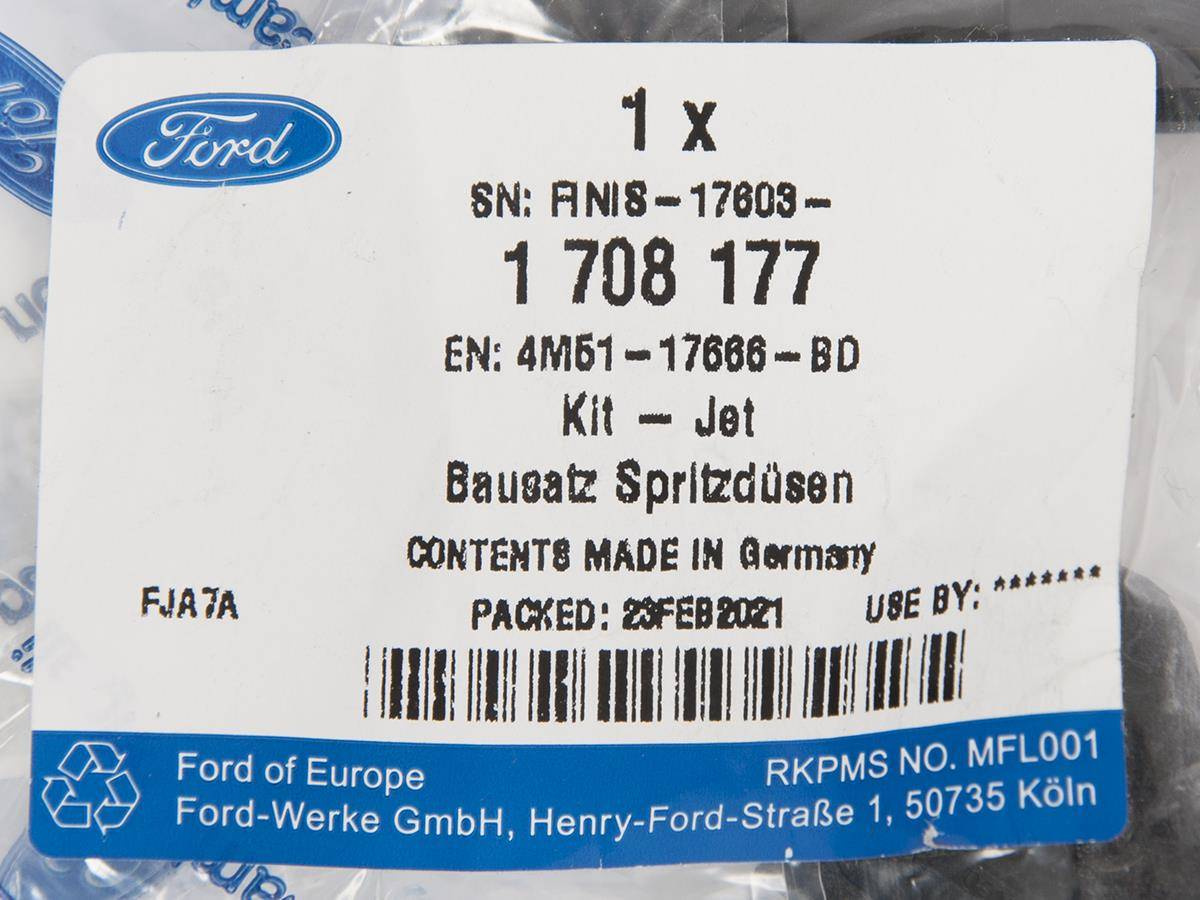 Ford
1 x
SN: FINIS-17603-
1 708 177
EN: 4M51-17666-BD
Kit - Jet
Bausatz Spritzdüsen
CONTENTS MADE IN Germany
FJA7A
PACKED: 23FEB2021
USE BY: *******
Ford of Europe
RKPMS NO. MFL001
Ford-Werke GmbH, Henry-Ford-Straße 1, 50735 Köln